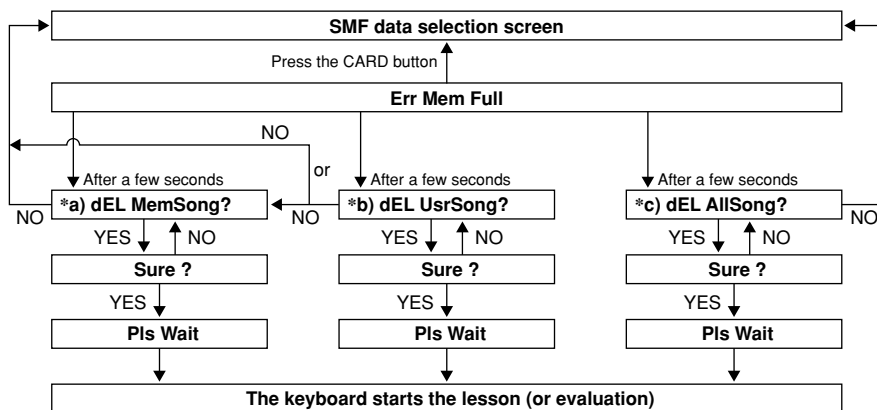 SMF data selection screen
Press the CARD button
Err Mem Full
NO
or
After a few seconds After a few seconds After a few seconds
*a) dEL MemSong? *b) dEL UsrSong? *c) dEL AllSong?
NO NO NO
YES NO YES NO YES NO
Sure ? Sure ? Sure ?
YES YES YES
Pls Wait Pls Wait Pls Wait
The keyboard starts the lesson (or evaluation)